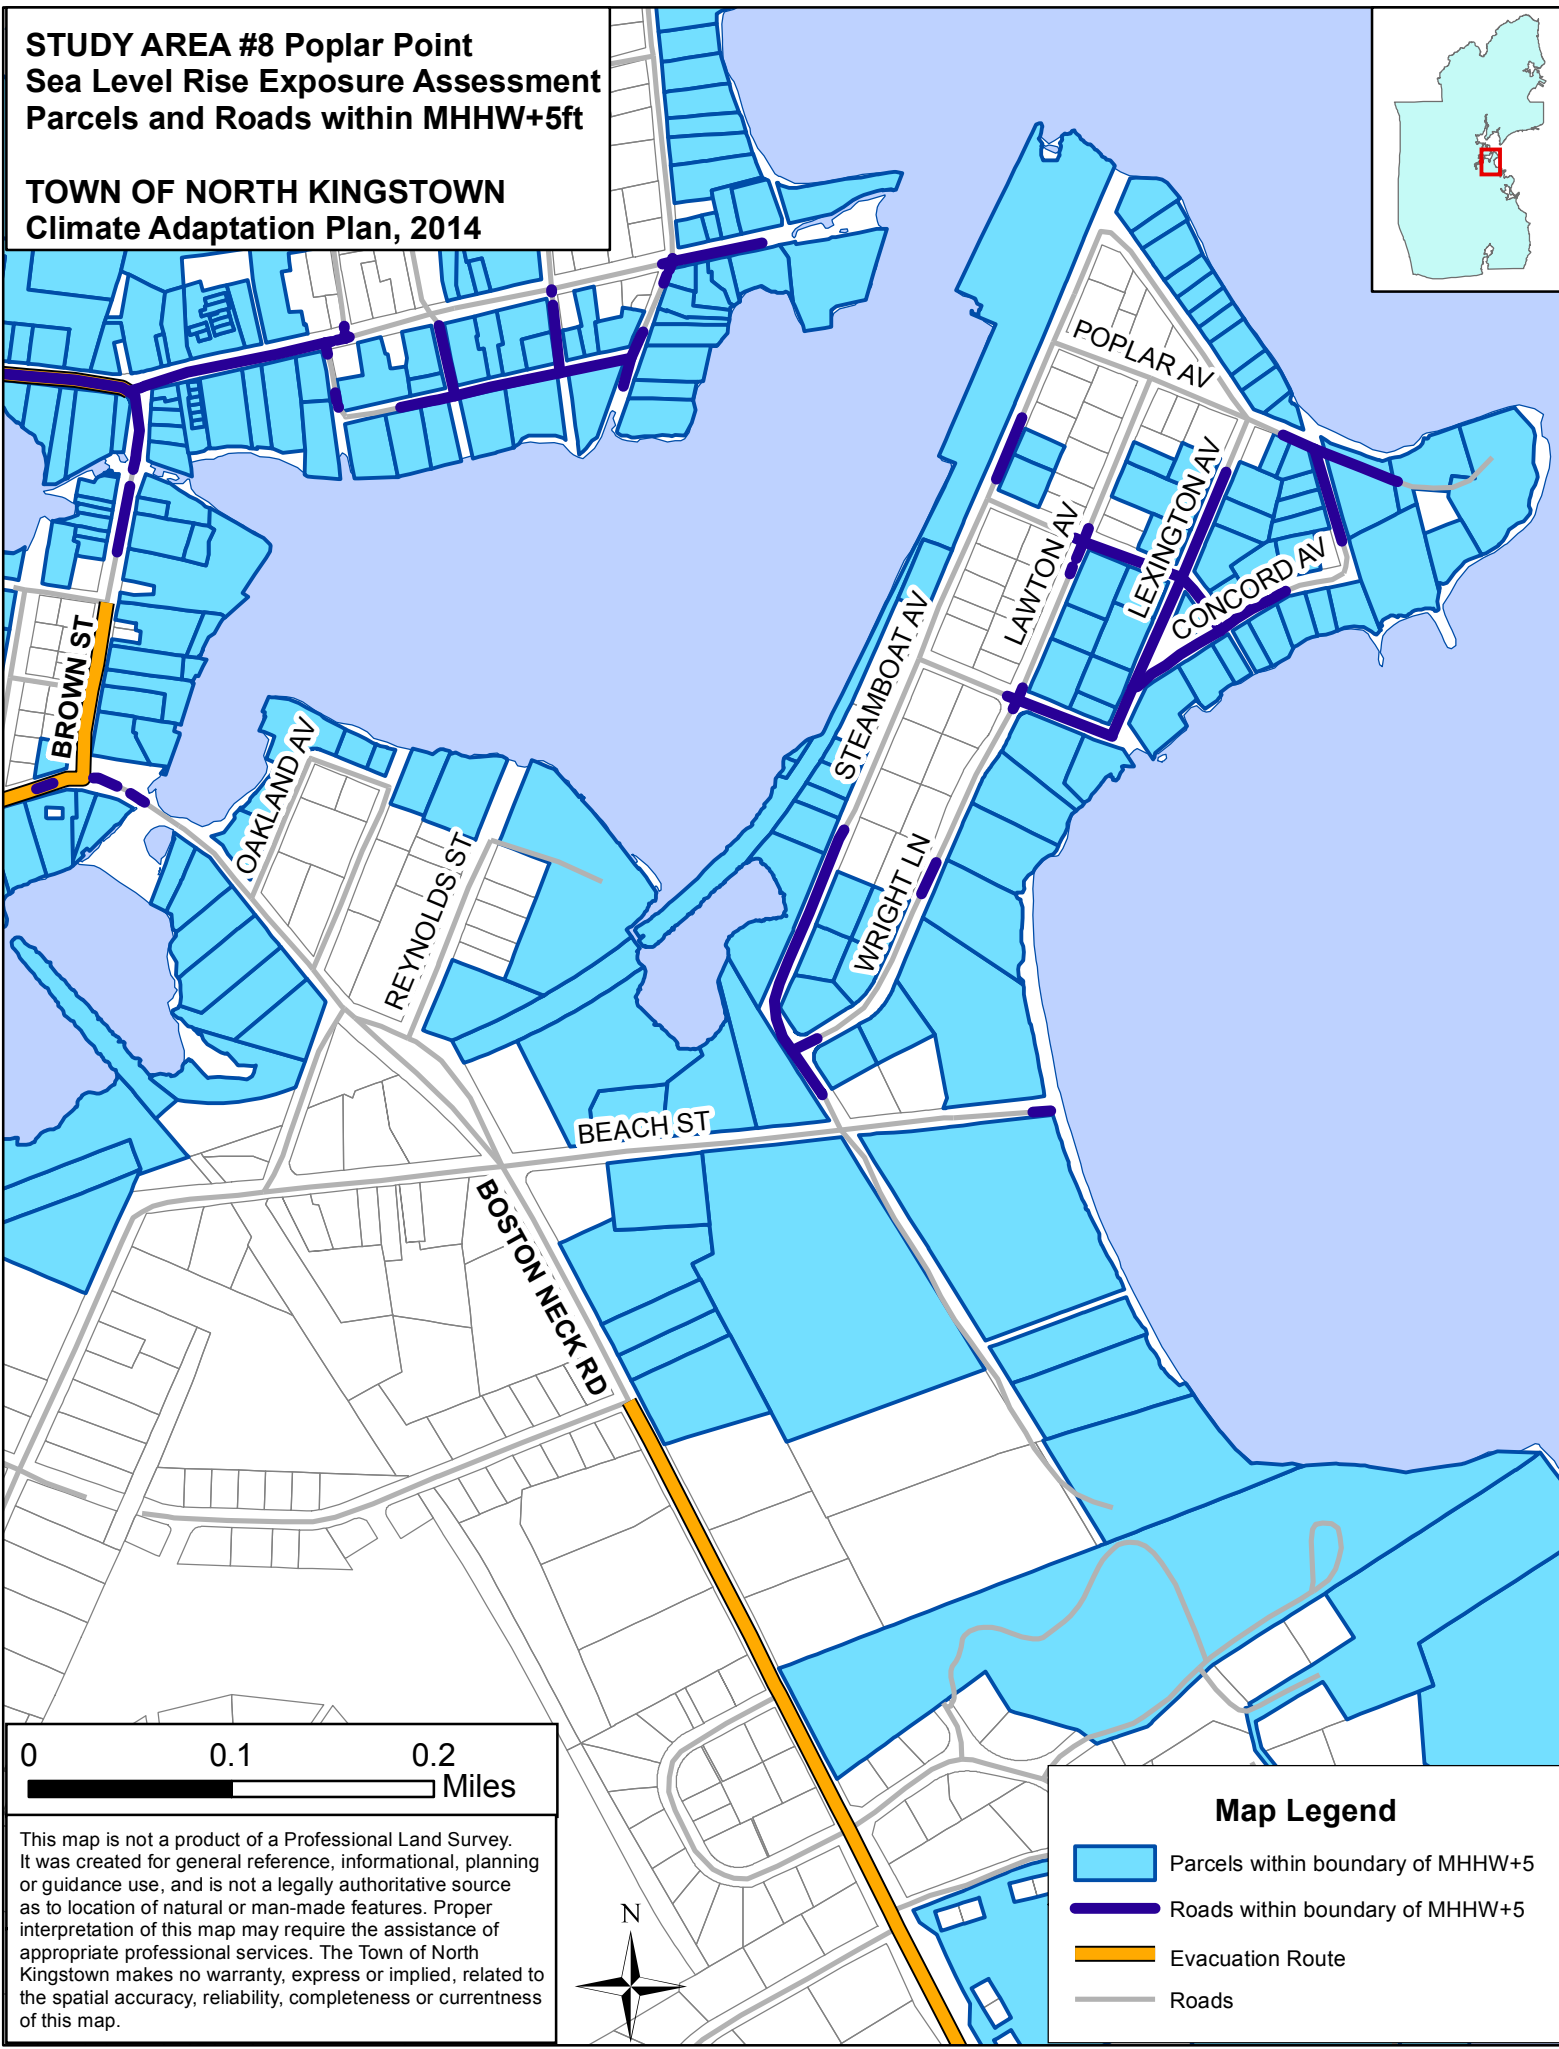 STUDY AREA #8 Poplar Point
Sea Level Rise Exposure Assessment
Parcels and Roads within MHHW+5ft
TOWN OF NORTH KINGSTOWN
Climate Adaptation Plan, 2014
POPLAR AV
LEXINGTON AV
LAWTON AV
CONCORD AV
STEAMBOAT AV
BROWN ST
OAKLAND AV
REYNOLDS ST
WRIGHT LN
BEACH ST
BOSTON NECK RD
0 0.1 0.2
Miles
This map is not a product of a Professional Land Survey.
It was created for general reference, informational, planning
or guidance use, and is not a legally authoritative source
as to location of natural or man-made features. Proper
interpretation of this map may require the assistance of
appropriate professional services. The Town of North
Kingstown makes no warranty, express or implied, related to
the spatial accuracy, reliability, completeness or currentness
of this map.
N
Map Legend
Parcels within boundary of MHHW+5
Roads within boundary of MHHW+5
Evacuation Route
Roads